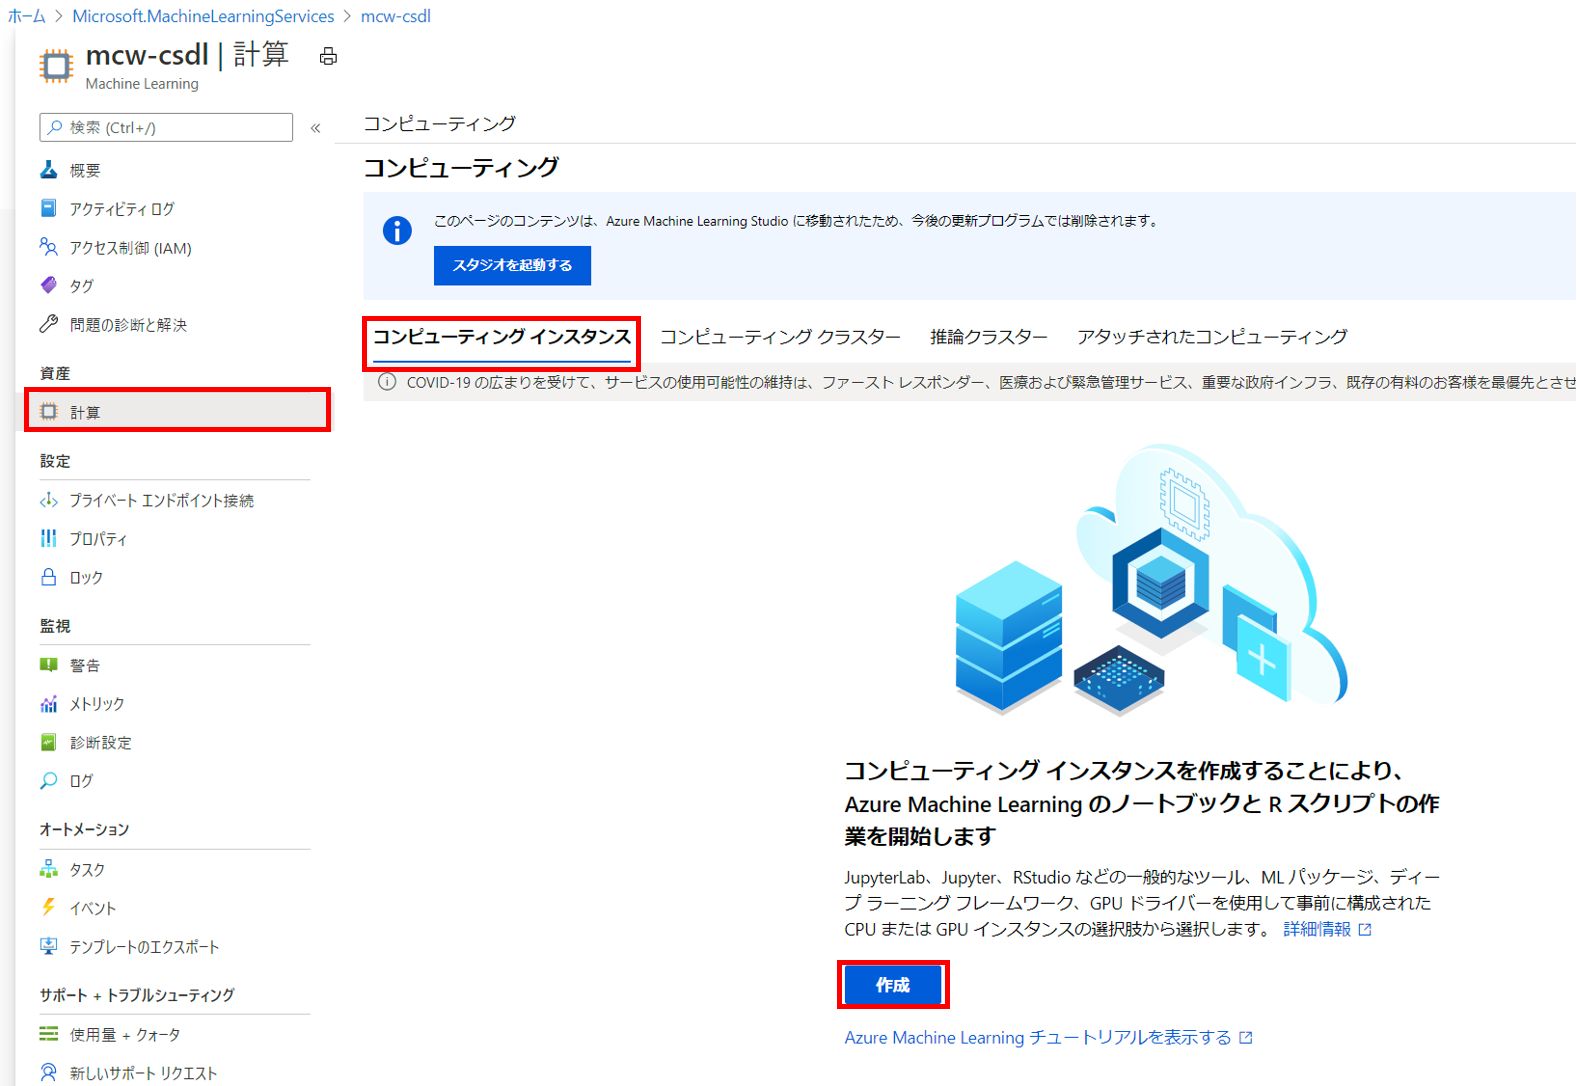 ホーム > Microsoft.MachineLearningServices > mcw-csdl
mcw-csdl | 計算
Machine Learning
検索 (Ctrl+/)
«
概要
アクティビティ ログ
アクセス制御 (IAM)
タグ
問題の診断と解決
資産
計算
設定
プライベート エンドポイント接続
プロパティ
ロック
監視
警告
メトリック
診断設定
ログ
オートメーション
タスク
イベント
テンプレートのエクスポート
サポート + トラブルシューティング
使用量 + クォータ
新しいサポート リクエスト
コンピューティング
コンピューティング
このページのコンテンツは、Azure Machine Learning Studio に移動されたため、今後の更新プログラムでは削除されます。
スタジオを起動する
コンピューティング インスタンス コンピューティング クラスター 推論クラスター アタッチされたコンピューティング
COVID-19 の広まりを受けて、サービスの使用可能性の維持は、ファースト レスポンダー、医療および緊急管理サービス、重要な政府インフラ、既存の有料のお客様を最優先とさせ
コンピューティング インスタンスを作成することにより、
Azure Machine Learning のノートブックと R スクリプトの作
業を開始します
JupyterLab、Jupyter、RStudio などの一般的なツール、ML パッケージ、ディー
プ ラーニング フレームワーク、GPU ドライバーを使用して事前に構成された
CPU または GPU インスタンスの選択肢から選択します。 詳細情報
作成
Azure Machine Learning チュートリアルを表示する